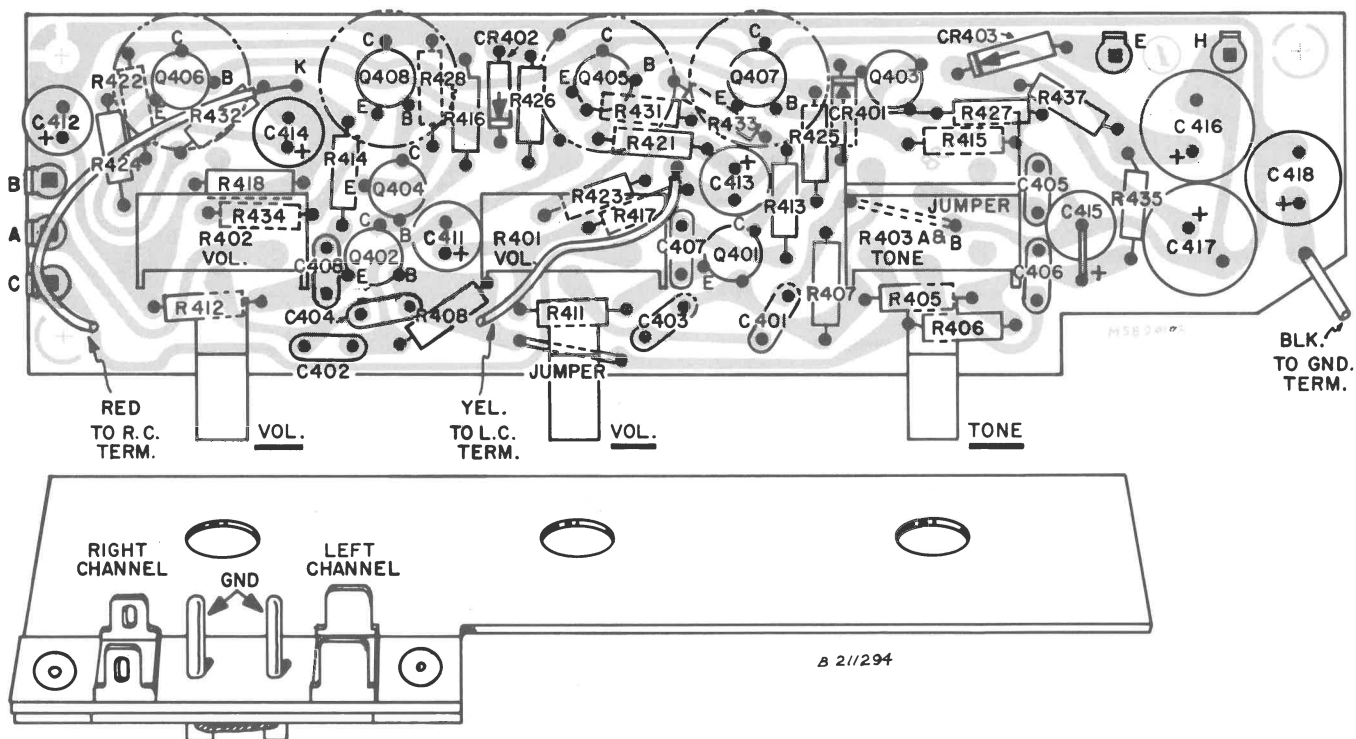 CR402
CR403
E
H
C
C
C
C
R422
Q406
B
K
Q408
R428
R426
Q405
B
Q407
Q403
E
E
E
E
B
R416
R431
B
CR401
R427
R437
C412
+
R432
C414
+
R433
R425
R415
C416
+
R424
R414
C
R421
+
C413
C418
+
B
R418
E
Q404
R423
R413
C405
JUMPER
R435
R434
C
B
R417
C
C415
+
C417
A
R402
VOL.
C411
+
R401
VOL.
C407
Q401
R403 A&B
TONE
C408
Q402
C406
+
C
E
B
E
R407
R412
C404
R408
R411
C403
C401
R405
R406
C402
JUMPER
BLK.
TO GND.
TERM.
RED
TO R.C.
TERM.
VOL.
YEL.
TO L.C.
TERM.
VOL.
TONE
RIGHT
CHANNEL
GND
LEFT
CHANNEL
B 211294